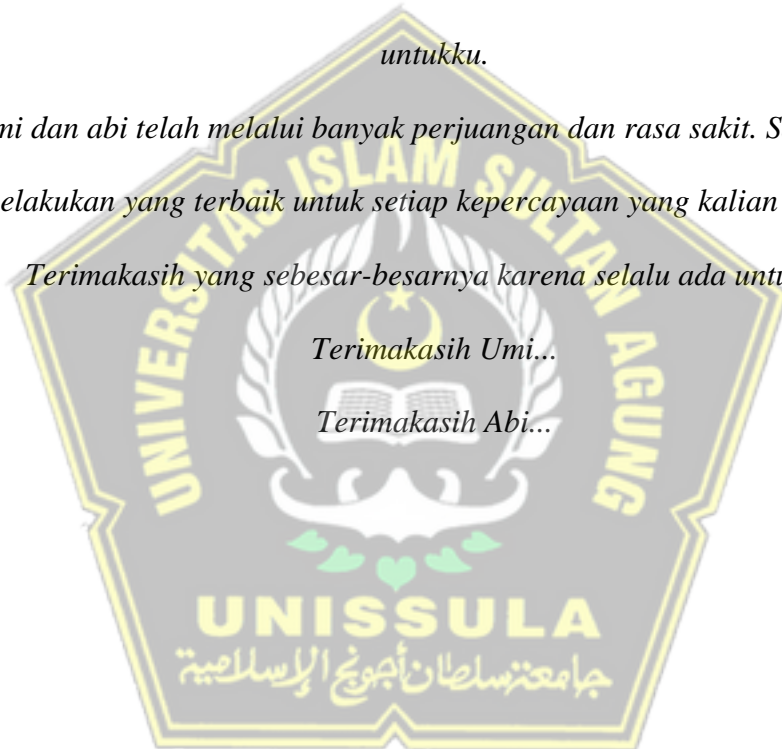 untukku.
mi dan abi telah melalui banyak perjuangan dan rasa sakit. S
elakukan yang terbaik untuk setiap kepercayaan yang kalian
Terimakasih yang sebesar-besarnya karena selalu ada untu
Terimakasih Umi...
Terimakasih Abi...
UNIVERSITAS ISLAM SULTAN AGUNG
UNISSULA
جامعة سلطان أجونج الإسلامية